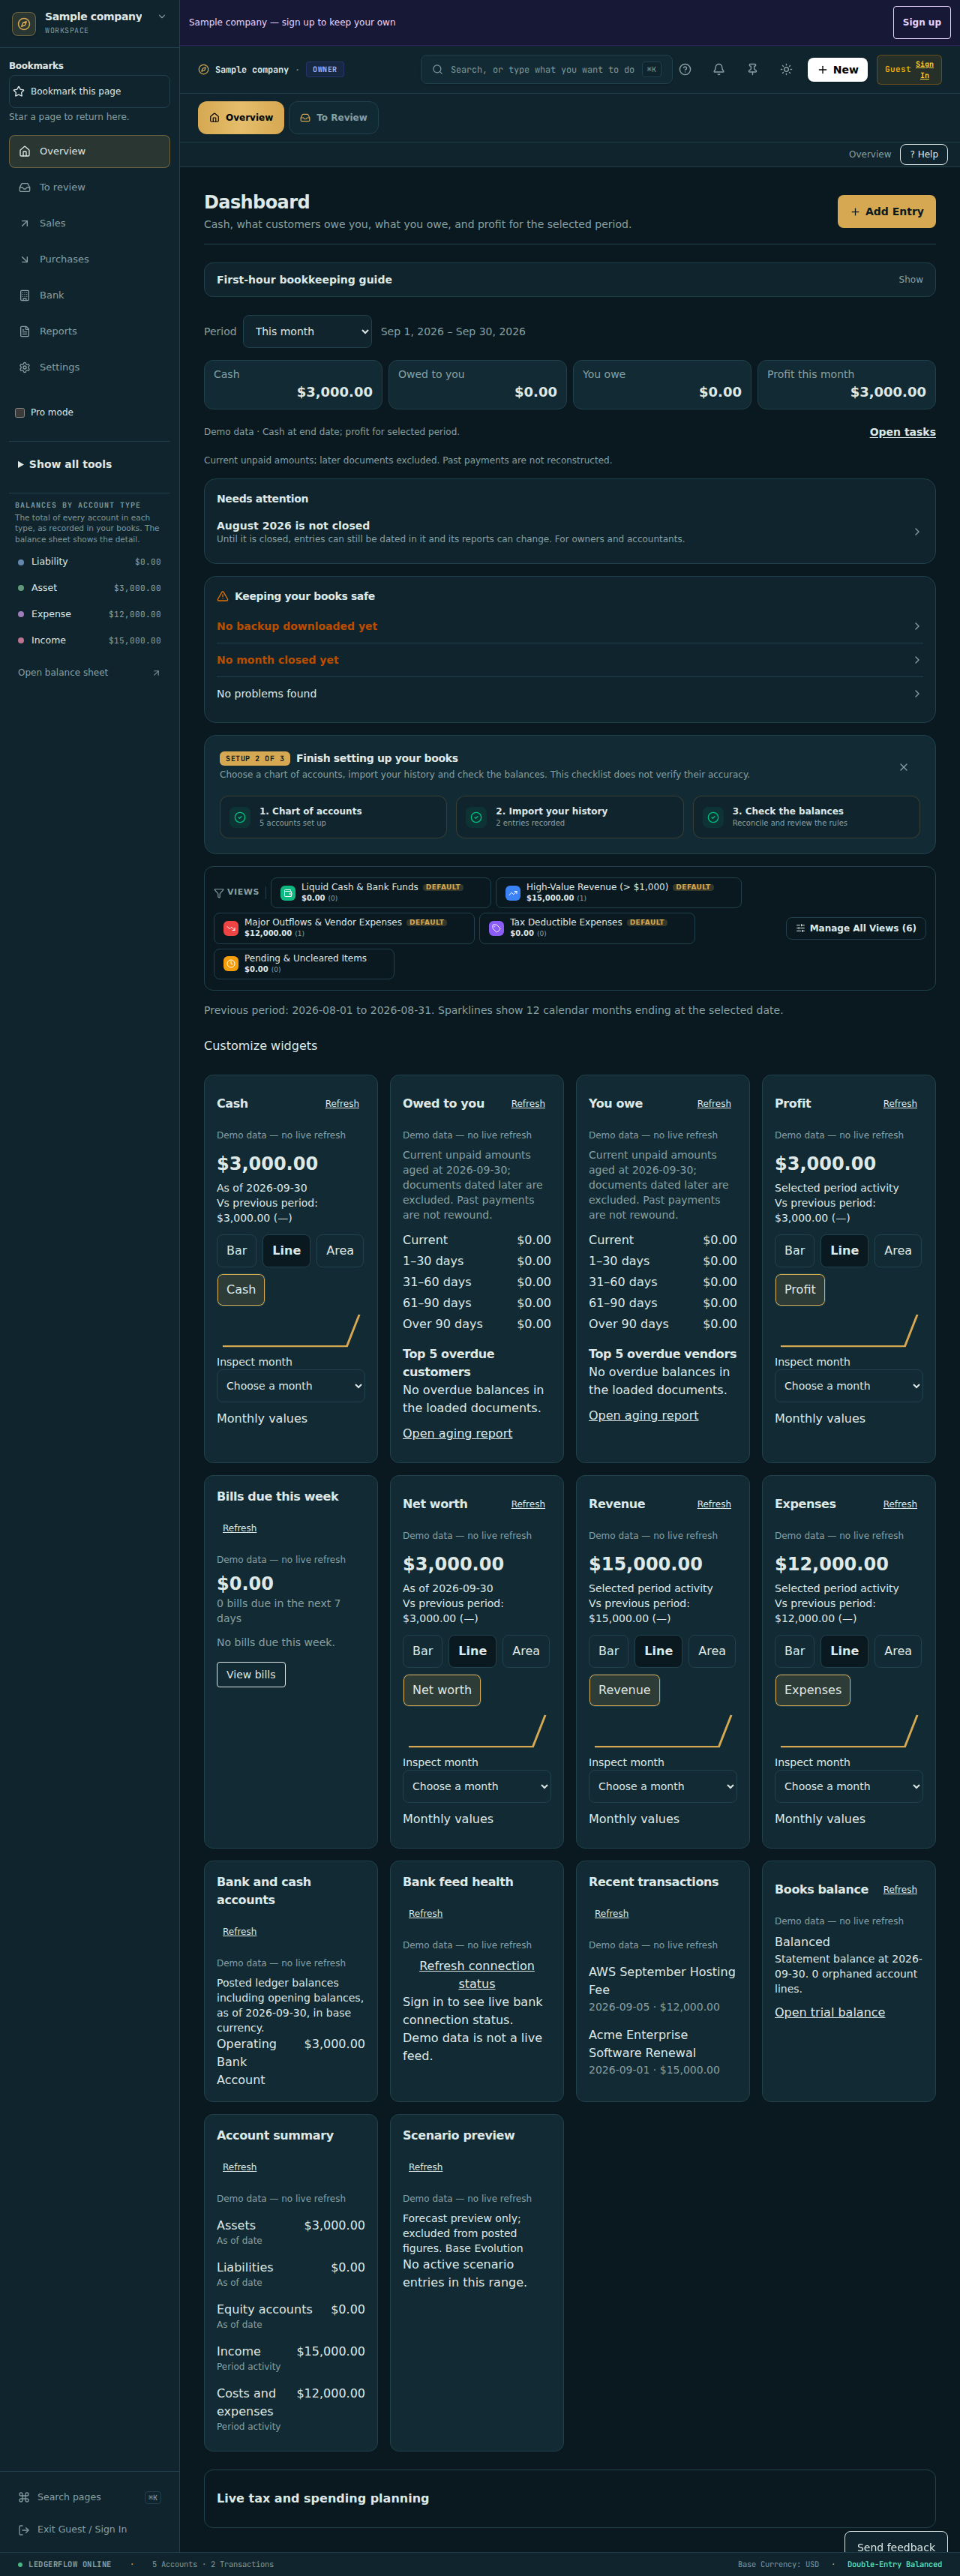 Sample company
WORKSPACE
Bookmarks
Bookmark this page
Star a page to return here.
Overview
To review
Sales
Purchases
Bank
Reports
Settings
Pro mode
Show all tools
BALANCES BY ACCOUNT TYPE
The total of every account in each
type, as recorded in your books. The
balance sheet shows the detail.
Liability $0.00
Asset $3,000.00
Expense $12,000.00
Income $15,000.00
Open balance sheet
Search pages ⌘K
Exit Guest / Sign In
Sample company — sign up to keep your own
Sign up
Sample company · OWNER
Search, or type what you want to do ⌘K
New
Guest Sign
In
Overview
To Review
Overview
? Help
Dashboard
Cash, what customers owe you, what you owe, and profit for the selected period.
Add Entry
First-hour bookkeeping guide
Show
Period This month Sep 1, 2026 – Sep 30, 2026
Cash
$3,000.00
Owed to you
$0.00
You owe
$0.00
Profit this month
$3,000.00
Demo data · Cash at end date; profit for selected period.
Open tasks
Current unpaid amounts; later documents excluded. Past payments are not reconstructed.
Needs attention
August 2026 is not closed
Until it is closed, entries can still be dated in it and its reports can change. For owners and accountants.
Keeping your books safe
No backup downloaded yet
No month closed yet
No problems found
SETUP 2 OF 3 Finish setting up your books
Choose a chart of accounts, import your history and check the balances. This checklist does not verify their accuracy.
1. Chart of accounts
5 accounts set up
2. Import your history
2 entries recorded
3. Check the balances
Reconcile and review the rules
VIEWS
Liquid Cash & Bank Funds DEFAULT
$0.00 (0)
High-Value Revenue (> $1,000) DEFAULT
$15,000.00 (1)
Major Outflows & Vendor Expenses DEFAULT
$12,000.00 (1)
Tax Deductible Expenses DEFAULT
$0.00 (0)
Pending & Uncleared Items
$0.00 (0)
Manage All Views (6)
Previous period: 2026-08-01 to 2026-08-31. Sparklines show 12 calendar months ending at the selected date.
Customize widgets
Cash Refresh
Demo data — no live refresh
$3,000.00
As of 2026-09-30
Vs previous period:
$3,000.00 (—)
Bar Line Area
Cash
Inspect month
Choose a month
Monthly values
Owed to you Refresh
Demo data — no live refresh
Current unpaid amounts
aged at 2026-09-30;
documents dated later are
excluded. Past payments
are not rewound.
Current $0.00
1–30 days $0.00
31–60 days $0.00
61–90 days $0.00
Over 90 days $0.00
Top 5 overdue
customers
No overdue balances in
the loaded documents.
Open aging report
You owe Refresh
Demo data — no live refresh
Current unpaid amounts
aged at 2026-09-30;
documents dated later are
excluded. Past payments
are not rewound.
Current $0.00
1–30 days $0.00
31–60 days $0.00
61–90 days $0.00
Over 90 days $0.00
Top 5 overdue vendors
No overdue balances in
the loaded documents.
Open aging report
Profit Refresh
Demo data — no live refresh
$3,000.00
Selected period activity
Vs previous period:
$3,000.00 (—)
Bar Line Area
Profit
Inspect month
Choose a month
Monthly values
Bills due this week
Refresh
Demo data — no live refresh
$0.00
0 bills due in the next 7
days
No bills due this week.
View bills
Net worth Refresh
Demo data — no live refresh
$3,000.00
As of 2026-09-30
Vs previous period:
$3,000.00 (—)
Bar Line Area
Net worth
Inspect month
Choose a month
Monthly values
Revenue Refresh
Demo data — no live refresh
$15,000.00
Selected period activity
Vs previous period:
$15,000.00 (—)
Bar Line Area
Revenue
Inspect month
Choose a month
Monthly values
Expenses Refresh
Demo data — no live refresh
$12,000.00
Selected period activity
Vs previous period:
$12,000.00 (—)
Bar Line Area
Expenses
Inspect month
Choose a month
Monthly values
Bank and cash
accounts
Refresh
Demo data — no live refresh
Posted ledger balances
including opening balances,
as of 2026-09-30, in base
currency.
Operating $3,000.00
Bank
Account
Bank feed health
Refresh
Demo data — no live refresh
Refresh connection
status
Sign in to see live bank
connection status.
Demo data is not a live
feed.
Recent transactions
Refresh
Demo data — no live refresh
AWS September Hosting
Fee
2026-09-05 · $12,000.00
Acme Enterprise
Software Renewal
2026-09-01 · $15,000.00
Books balance Refresh
Demo data — no live refresh
Balanced
Statement balance at 2026-
09-30. 0 orphaned account
lines.
Open trial balance
Account summary
Refresh
Demo data — no live refresh
Assets $3,000.00
As of date
Liabilities $0.00
As of date
Equity accounts $0.00
As of date
Income $15,000.00
Period activity
Costs and $12,000.00
expenses
Period activity
Scenario preview
Refresh
Demo data — no live refresh
Forecast preview only;
excluded from posted
figures. Base Evolution
No active scenario
entries in this range.
Live tax and spending planning
Send feedback
LEDGERFLOW ONLINE · 5 Accounts · 2 Transactions
Base Currency: USD · Double-Entry Balanced